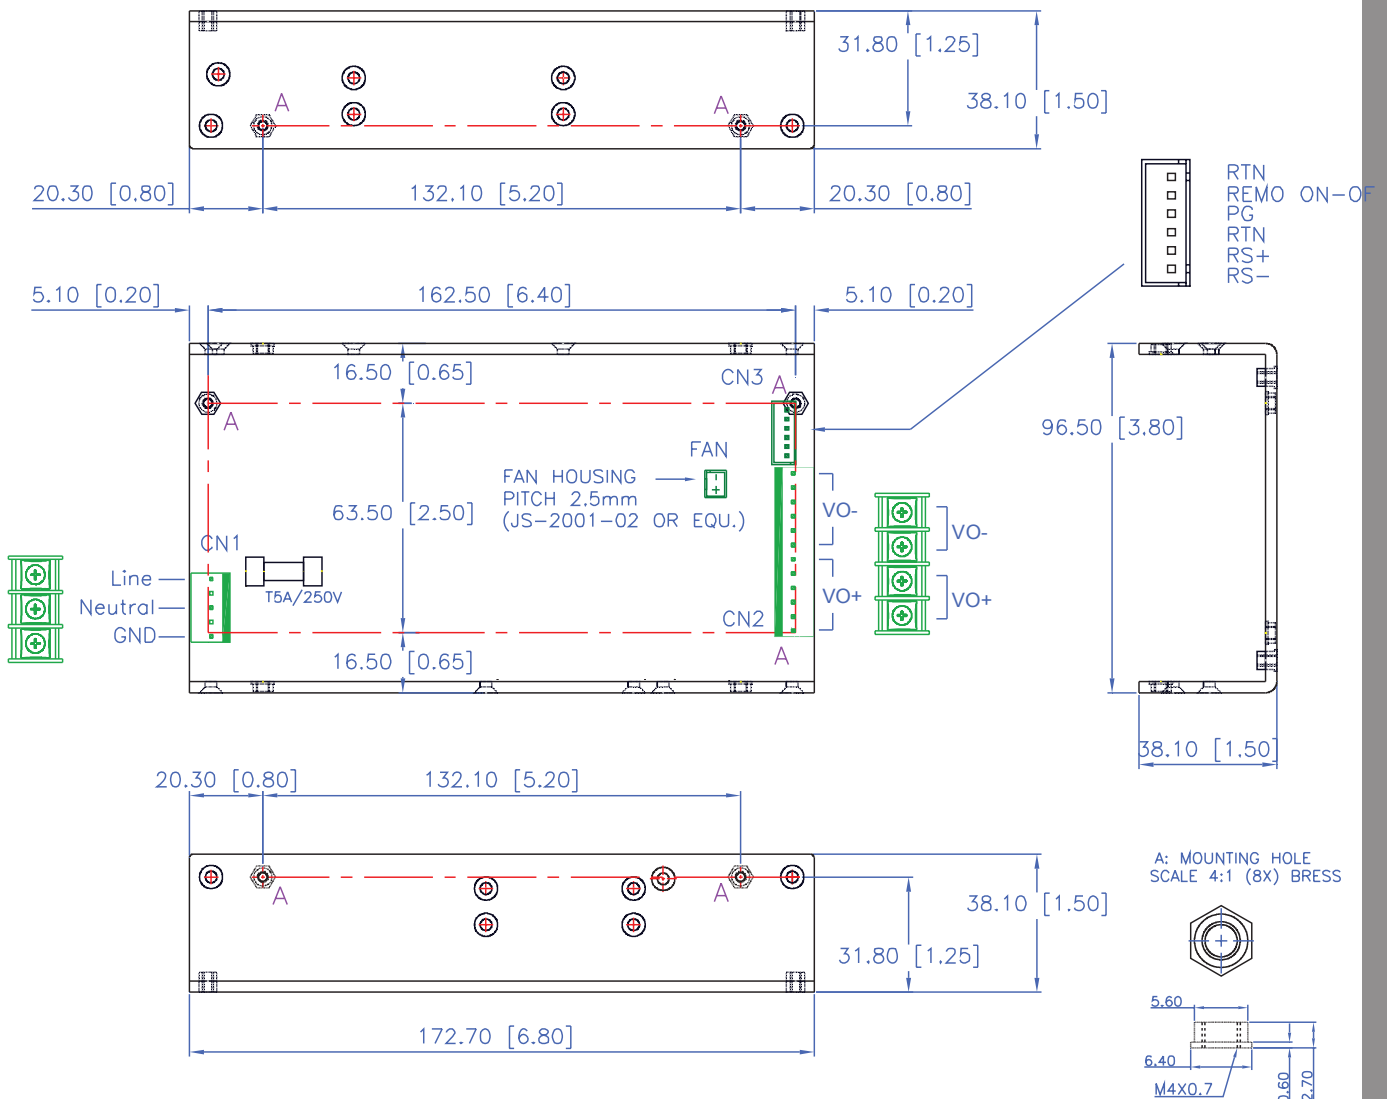 31.80 [1.25]
38.10 [1.50]
A
A
20.30 [0.80]
132.10 [5.20]
20.30 [0.80]
RTN
REMO ON-OF
PG
RTN
RS+
RS-
5.10 [0.20]
162.50 [6.40]
5.10 [0.20]
16.50 [0.65]
CN3
A
A
96.50 [3.80]
FAN
FAN HOUSING
PITCH 2.5mm
(JS-2001-02 OR EQU.)
- 
+
63.50 [2.50]
VO-
VO-
CN1
Line
Neutral
GND
T5A/250V
VO+
VO+
CN2
A
16.50 [0.65]
38.10 [1.50]
20.30 [0.80]
132.10 [5.20]
A
A
38.10 [1.50]
31.80 [1.25]
172.70 [6.80]
A: MOUNTING HOLE
SCALE 4:1 (8X) BRESS
5.60
6.40
M4X0.7
0.60
2.70